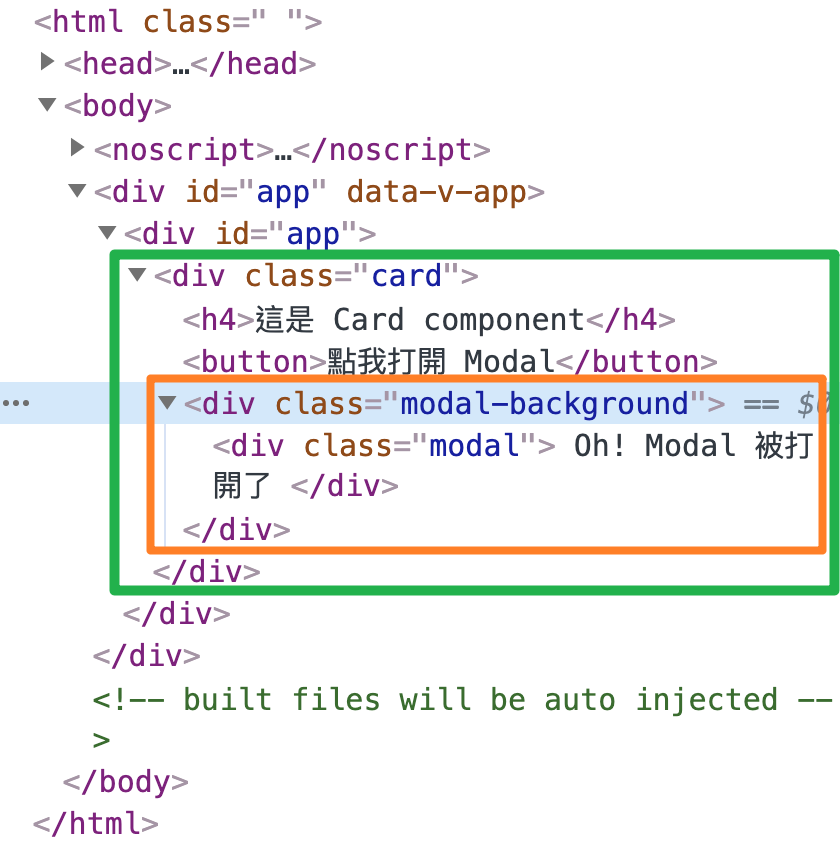 <html class=" ">
<head>…</head>
<body>
<noscript>…</noscript>
<div id="app" data-v-app>
<div id="app">
<div class="card">
<h4>這是 Card component</h4>
<button>點我打開 Modal</button>
<div class="modal-background"> == $0
<div class="modal"> Oh! Modal 被打
開了 </div>
</div>
</div>
</div>
</div>
<!-- built files will be auto injected --
>
</body>
</html>